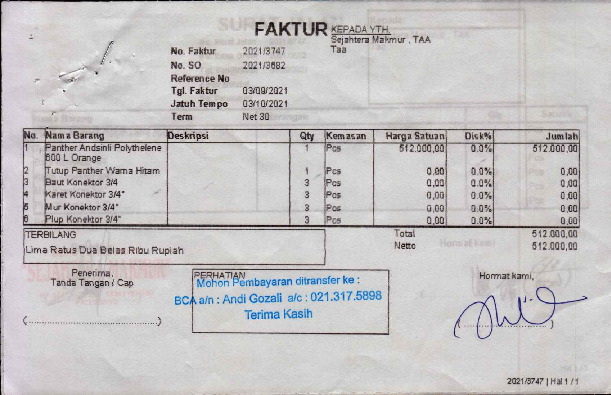 FAKTUR
KEPADA YTH.
Sejahtera Makmur , TAA
Taa
No. Faktur 2021/3747
No. SO 2021/3682
Reference No
Tgl. Faktur 03/09/2021
Jatuh Tempo 03/10/2021
Term Net 30
No. Nama Barang Deskripsi Qty Kemasan Harga Satuan Disk% Jumlah
1 Panther Andsinli Polythelene 1 Pcs 512.000,00 0.0% 512.000,00
600 L Orange
2 Tutup Panther Warna Hitam 1 Pcs 0,00 0.0% 0,00
3 Baut Konektor 3/4 3 Pcs 0,00 0.0% 0,00
4 Karet Konektor 3/4" 3 Pcs 0,00 0.0% 0,00
5 Mur Konektor 3/4" 3 Pcs 0,00 0.0% 0,00
6 Plup Konektor 3/4" 3 Pcs 0,00 0.0% 0,00
TERBILANG
Lima Ratus Dua Belas Ribu Rupiah
Total 512.000,00
Netto 512.000,00
Penerima,
Tanda Tangan / Cap
(..............................)
PERHATIAN
Mohon Pembayaran ditransfer ke :
BCA a/n : Andi Gozali a/c : 021.317.5898
Terima Kasih
Hormat kami,
(..............................)
2021/3747 | Hal 1 / 1